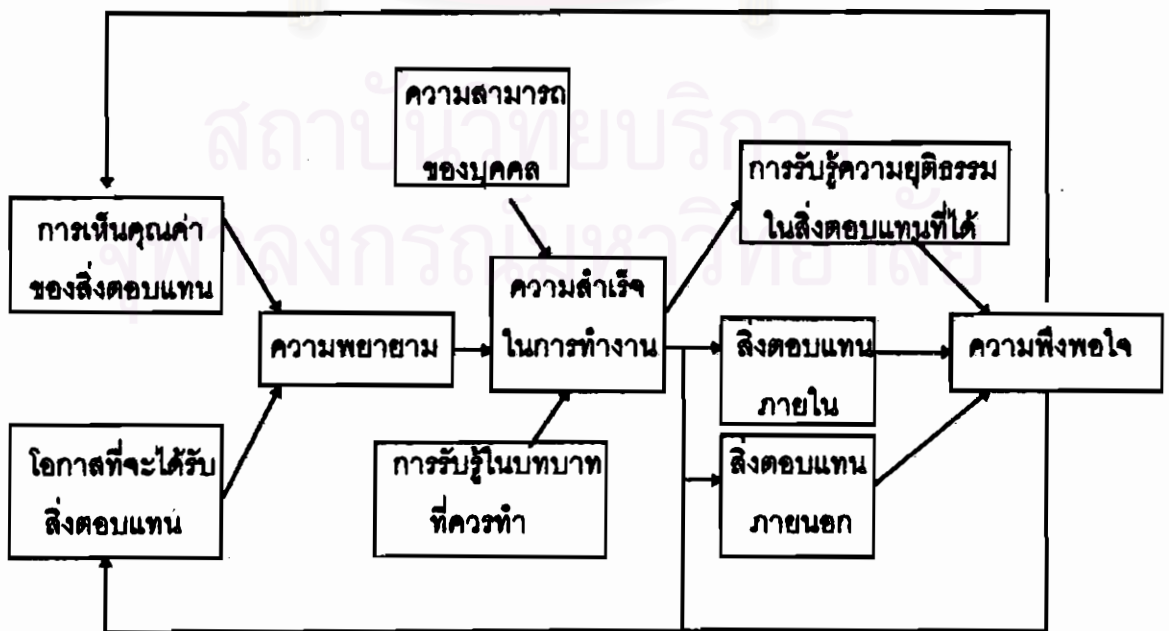 ความสามารถ
ของบุคคล
การรับรู้ความยุติธรรม
ในสิ่งตอบแทนที่ได้
การเห็นคุณค่า
ของสิ่งตอบแทน
ความสำเร็จ
ในการทำงาน
ความพยายาม
สิ่งตอบแทน
ภายใน
ความพึงพอใจ
โอกาสที่จะได้รับ
สิ่งตอบแทน
การรับรู้ในบทบาท
ที่ควรทำ
สิ่งตอบแทน
ภายนอก
สถาบันวิทยบริการ
จุฬาลงกรณ์มหาวิทยาลัย